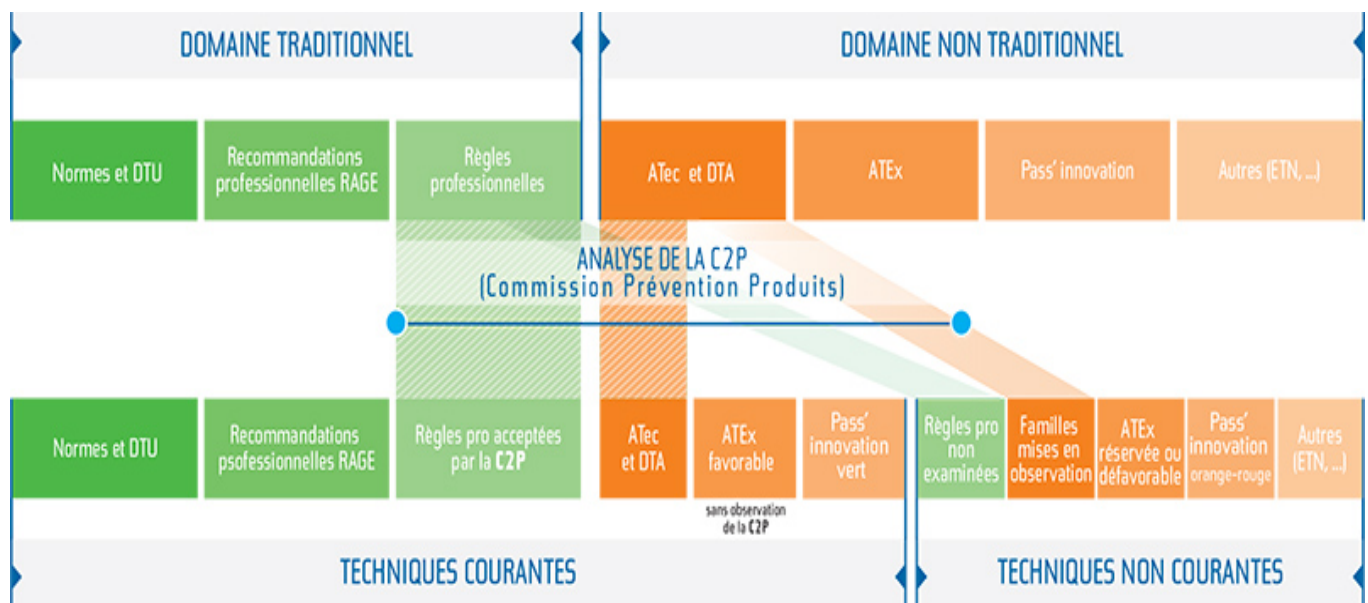 DOMAINE TRADITIONNEL
DOMAINE NON TRADITIONNEL
Normes et DTU
Recommandations
professionnelles RAGE
Règles
professionnelles
ATec et DTA
ATEx
Pass' innovation
Autres (ETN, ...)
ANALYSE DE LA C2P
(Commission Prévention Produits)
Normes et DTU
Recommandations
psofessionnelles RAGE
Règles pro acceptées
par la C2P
ATec
et DTA
ATEx
favorable
Pass'
innovation
vert
Règles pro
non
examinées
Familles
mises en
observation
ATEx
réservée ou
défavorable
Pass'
innovation
orange-rouge
Autres
(ETN, ...)
sans observation
de la C2P
TECHNIQUES COURANTES
TECHNIQUES NON COURANTES